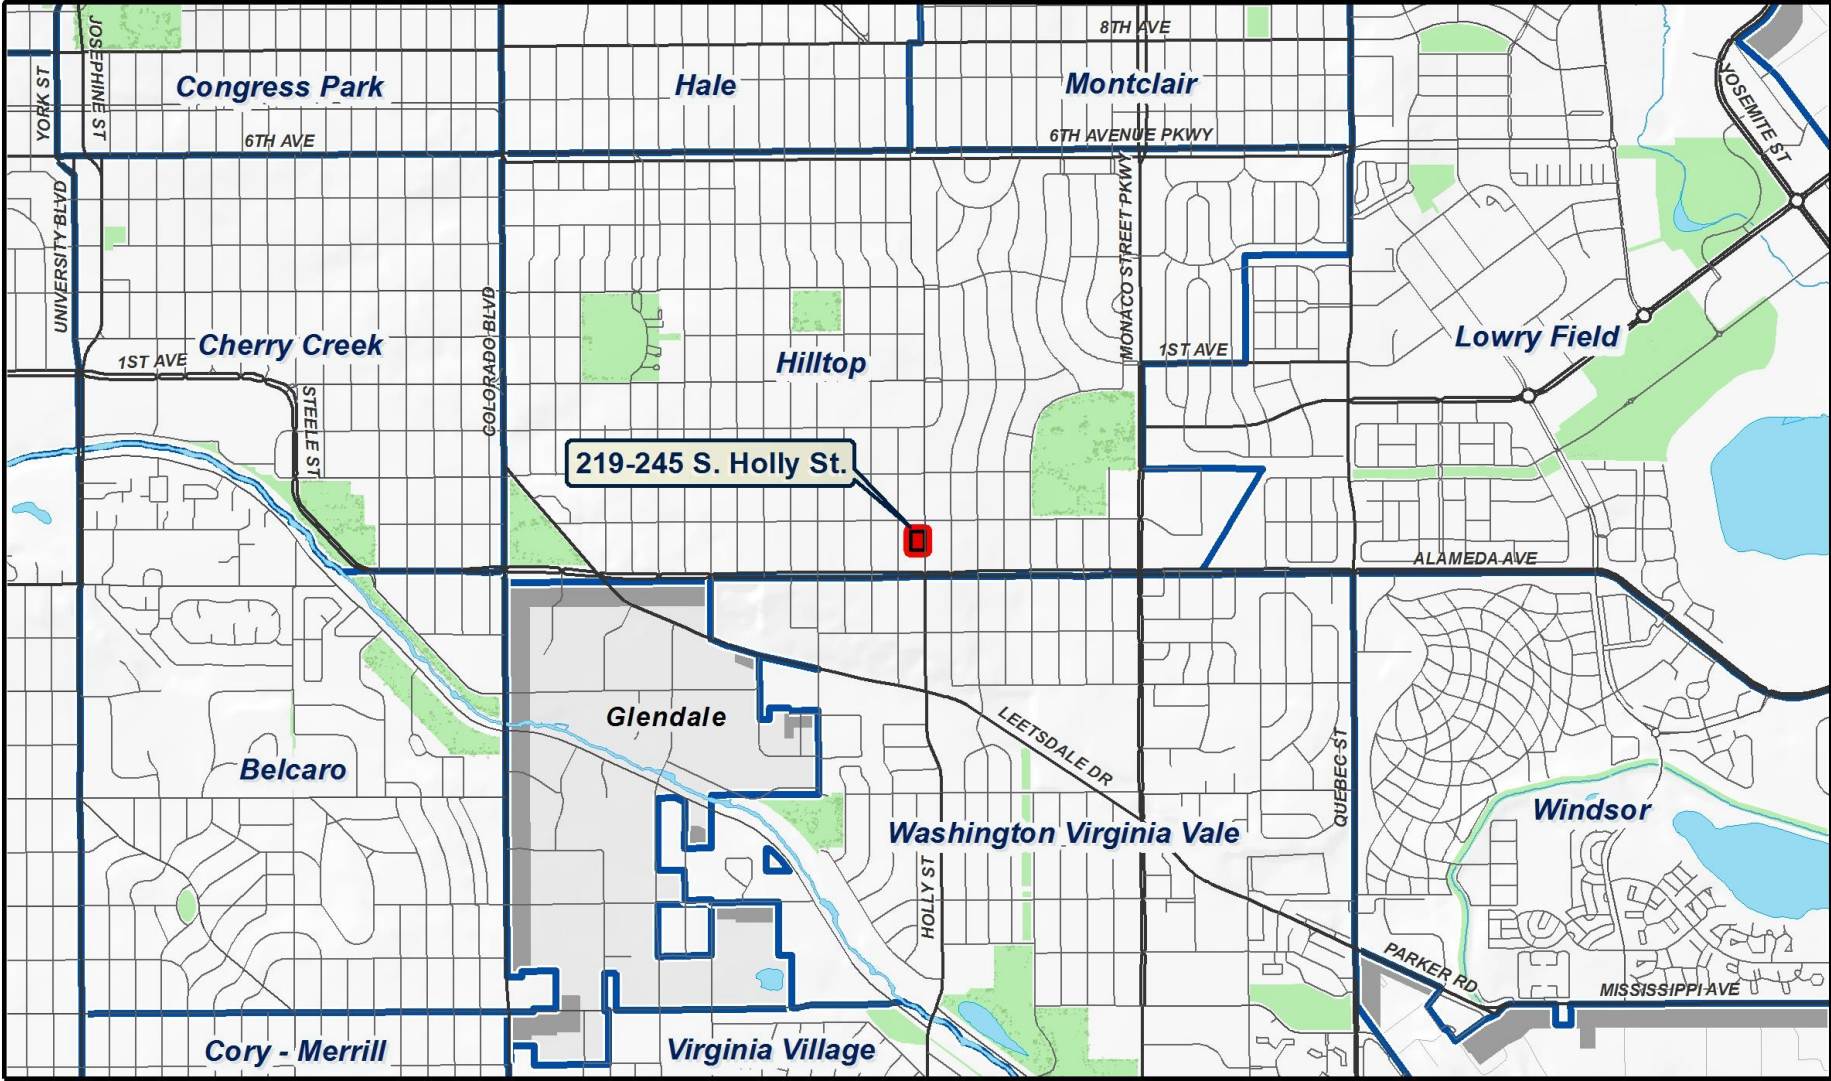 8TH AVE
JOSEPHINE ST
YORK ST
Congress Park
Hale
Montclair
YOSEMITE ST
6TH AVE
6TH AVENUE PKWY
UNIVERSITY BLVD
MONACO STREET PKWY
COLORADO BLVD
Cherry Creek
1ST AVE
Hilltop
1ST AVE
Lowry Field
STEELE ST
219-245 S. Holly St.
ALAMEDA AVE
Glendale
LEETSDALE DR
QUEBEC ST
Belcaro
Washington Virginia Vale
Windsor
HOLLY ST
PARKER RD
MISSISSIPPI AVE
Cory - Merrill
Virginia Village